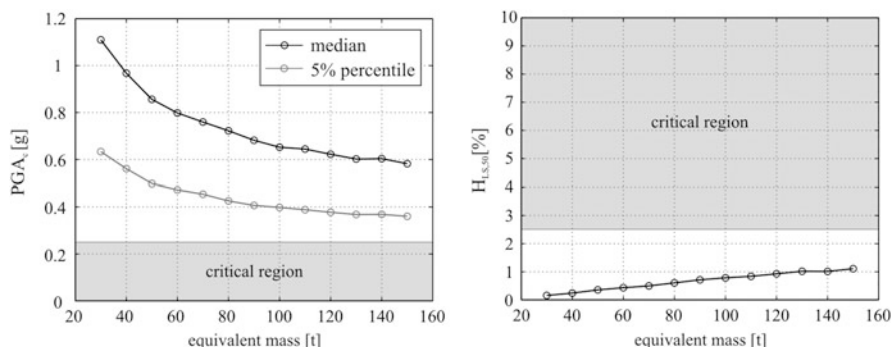 1.2
1
0.8
0.6
0.4
0.2
0
PGAc [g]
median
5% percentile
critical region
20 40 60 80 100 120 140 160
equivalent mass [t]
10
9
8
7
6
5
4
3
2
1
0
H_LS,50 [%]
critical region
20 40 60 80 100 120 140 160
equivalent mass [t]